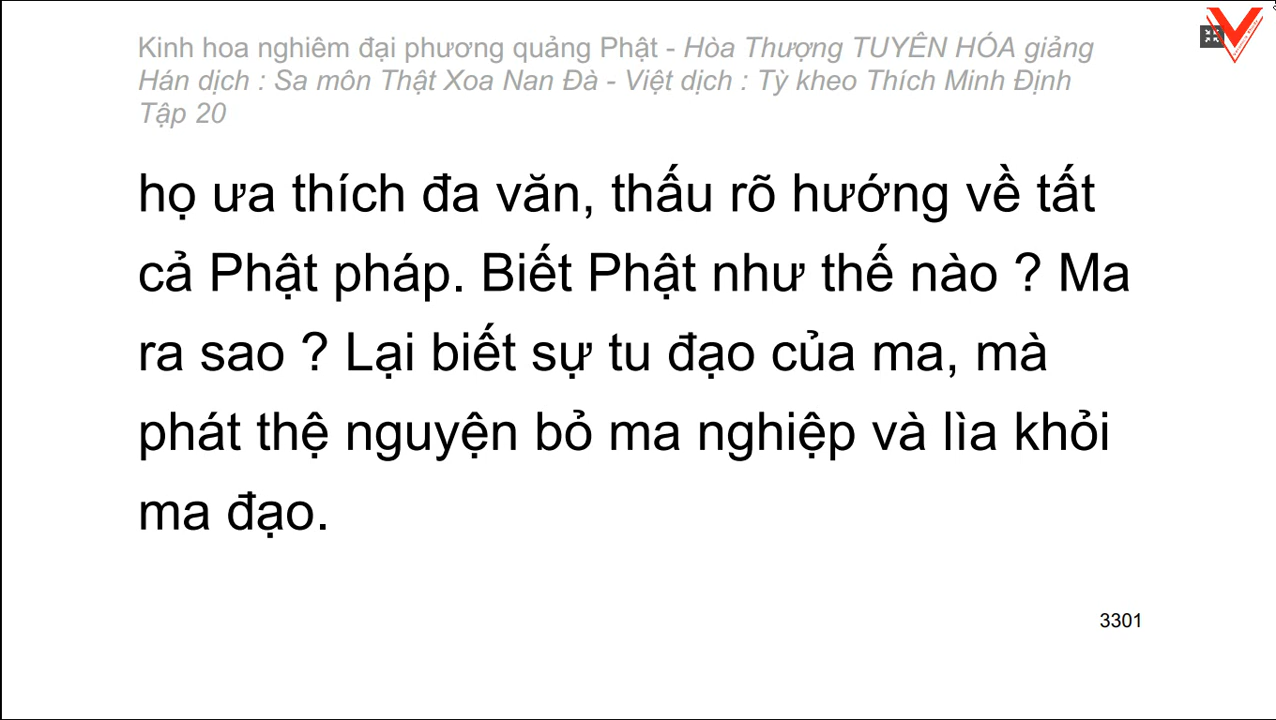 Kinh hoa nghiêm đại phương quảng Phật - Hòa Thượng TUYÊN HÓA giảng
Hán dịch : Sa môn Thật Xoa Nan Đà - Việt dịch : Tỳ kheo Thích Minh Định
Tập 20
họ ưa thích đa văn, thấu rõ hướng về tất
cả Phật pháp. Biết Phật như thế nào ? Ma
ra sao ? Lại biết sự tu đạo của ma, mà
phát thệ nguyện bỏ ma nghiệp và lìa khỏi
ma đạo.
3301